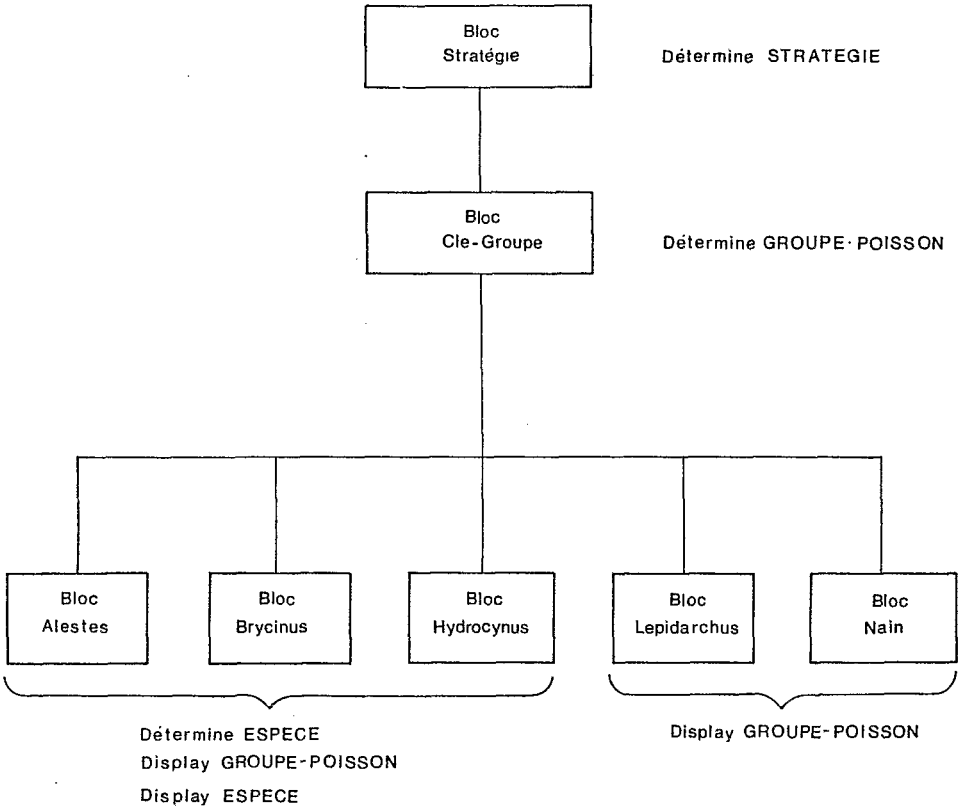 Bloc
Stratégie
Détermine STRATEGIE
Bloc
Cle-Groupe
Détermine GROUPE-POISSON
Bloc
Alestes
Bloc
Brycinus
Bloc
Hydrocynus
Bloc
Lepidarchus
Bloc
Nain
Détermine ESPECE
Display GROUPE-POISSON
Display ESPECE
Display GROUPE-POISSON